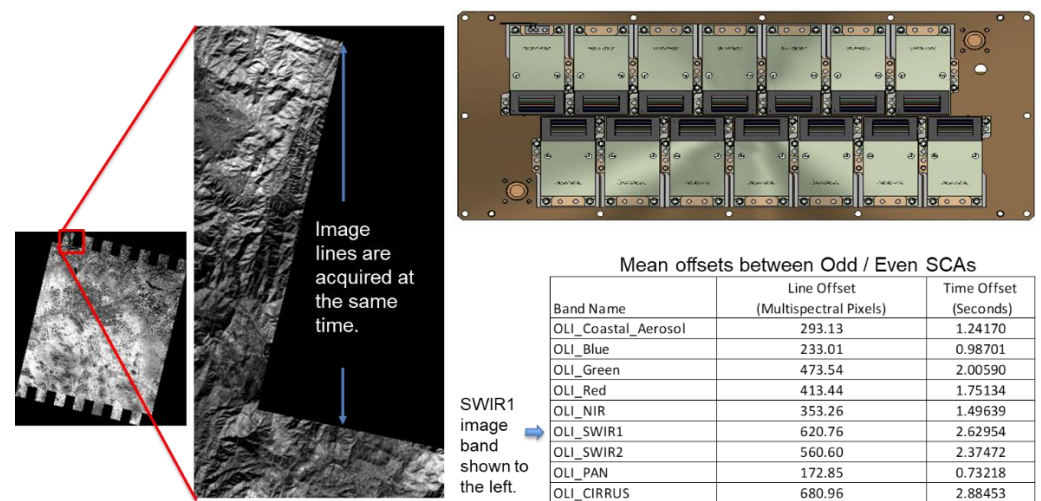 Image
lines are
acquired at
the same
time.
Mean offsets between Odd / Even SCAs
Line Offset Time Offset
Band Name (Multispectral Pixels) (Seconds)
OLI_Coastal_Aerosol 293.13 1.24170
OLI_Blue 233.01 0.98701
OLI_Green 473.54 2.00590
OLI_Red 413.44 1.75134
OLI_NIR 353.26 1.49639
OLI_SWIR1 620.76 2.62954
OLI_SWIR2 560.60 2.37472
OLI_PAN 172.85 0.73218
OLI_CIRRUS 680.96 2.88453
SWIR1
image
band
shown to
the left.